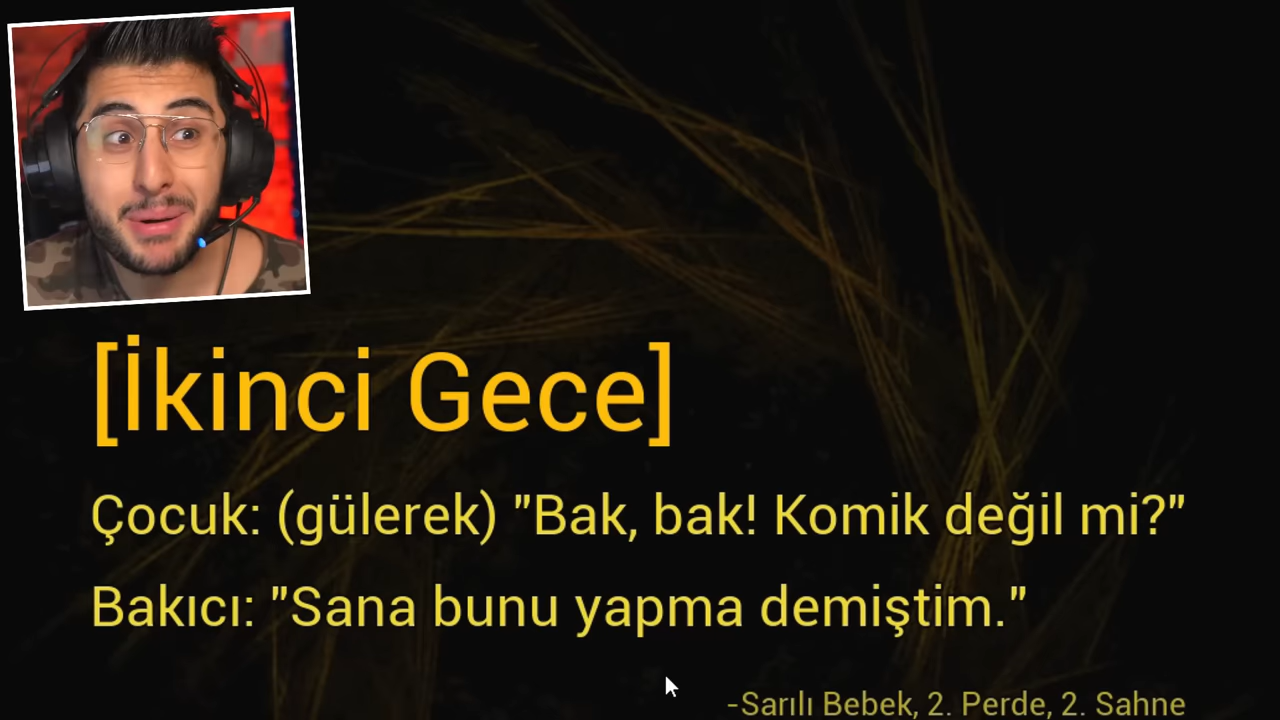 [İkinci Gece]
Çocuk: (gülerek) "Bak, bak! Komik değil mi?"
Bakıcı: "Sana bunu yapma demiştim."
-Sarılı Bebek, 2. Perde, 2. Sahne